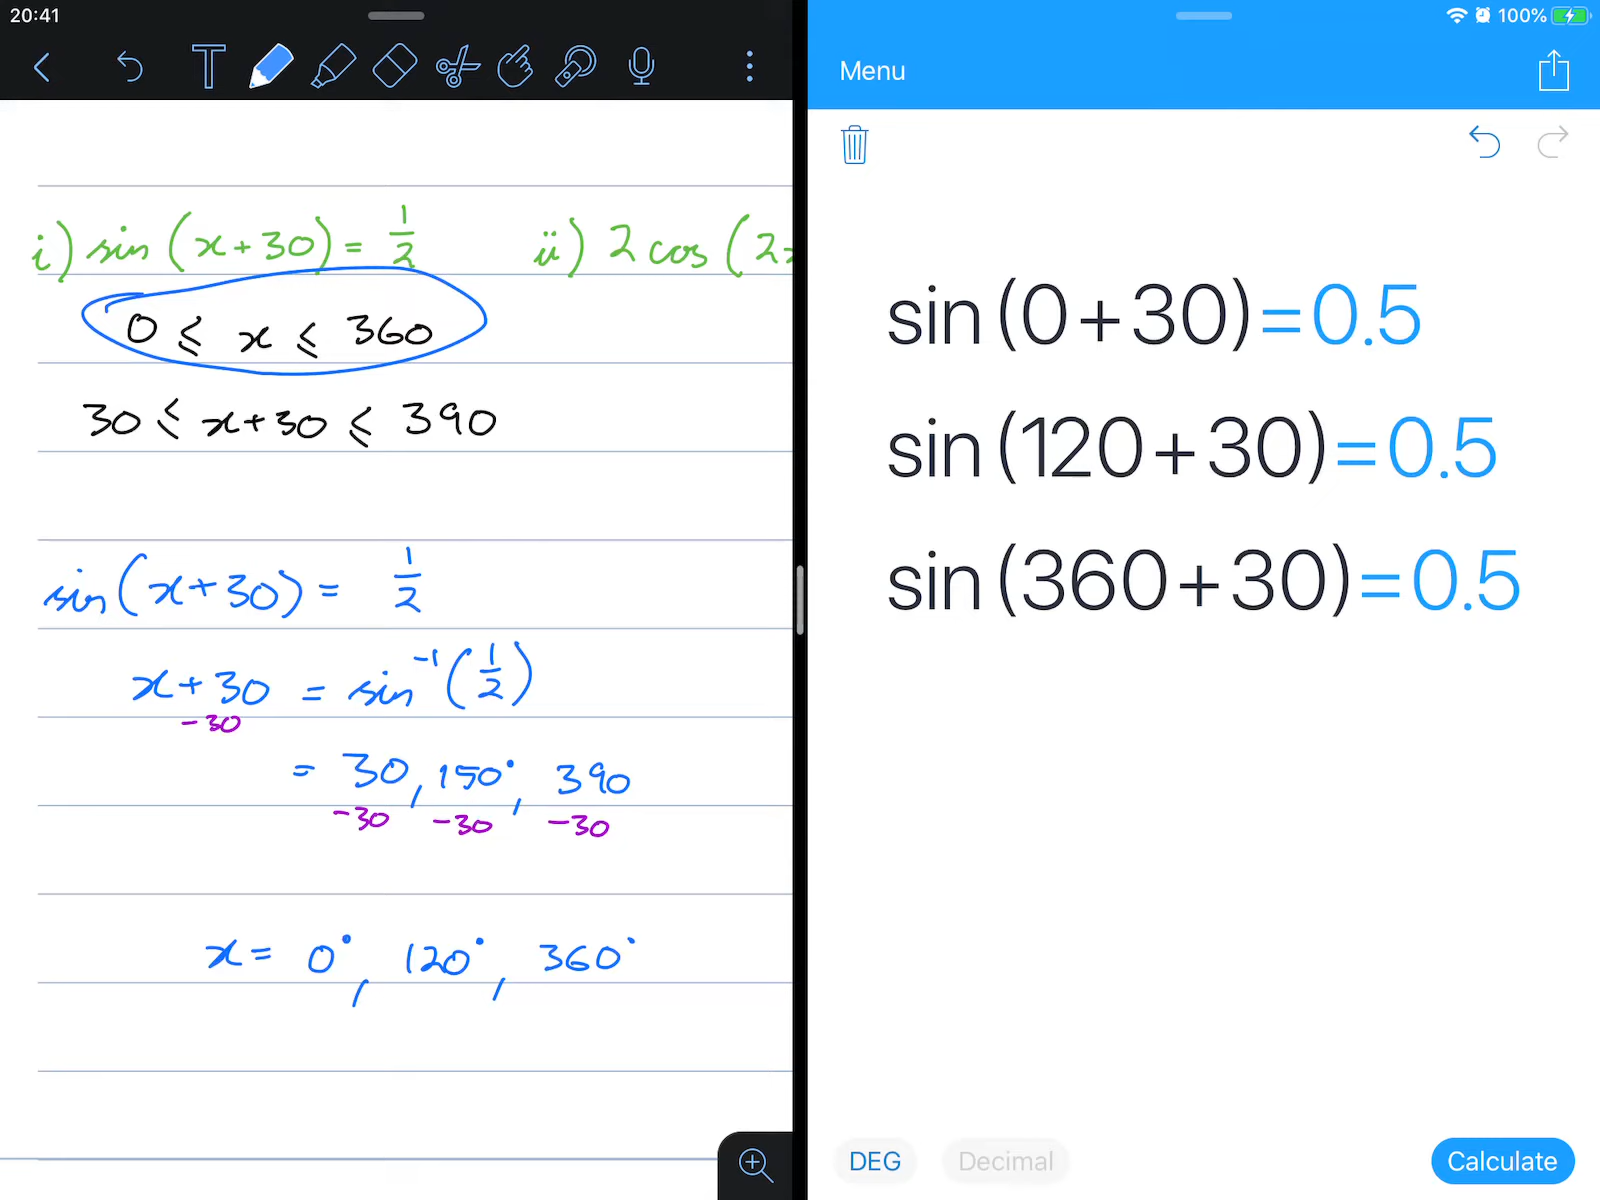 20:41
100%
Menu
i) sin (x+30) = 1/2 ii) 2 cos (2x
0 ⩽ x ⩽ 360
30 ⩽ x+30 ⩽ 390
sin (x+30) = 1/2
x+30 = sin⁻¹ (1/2)
-30
= 30, 150°, 390
-30 -30 -30
x = 0°, 120°, 360°
sin(0+30)=0.5
sin(120+30)=0.5
sin(360+30)=0.5
DEG Decimal Calculate